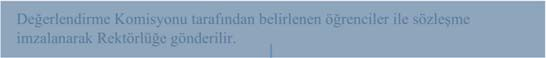 Değerlendirme Komisyonu tarafından belirlenen öğrenciler ile sözleşme
imzalanarak Rektörlüğe gönderilir.